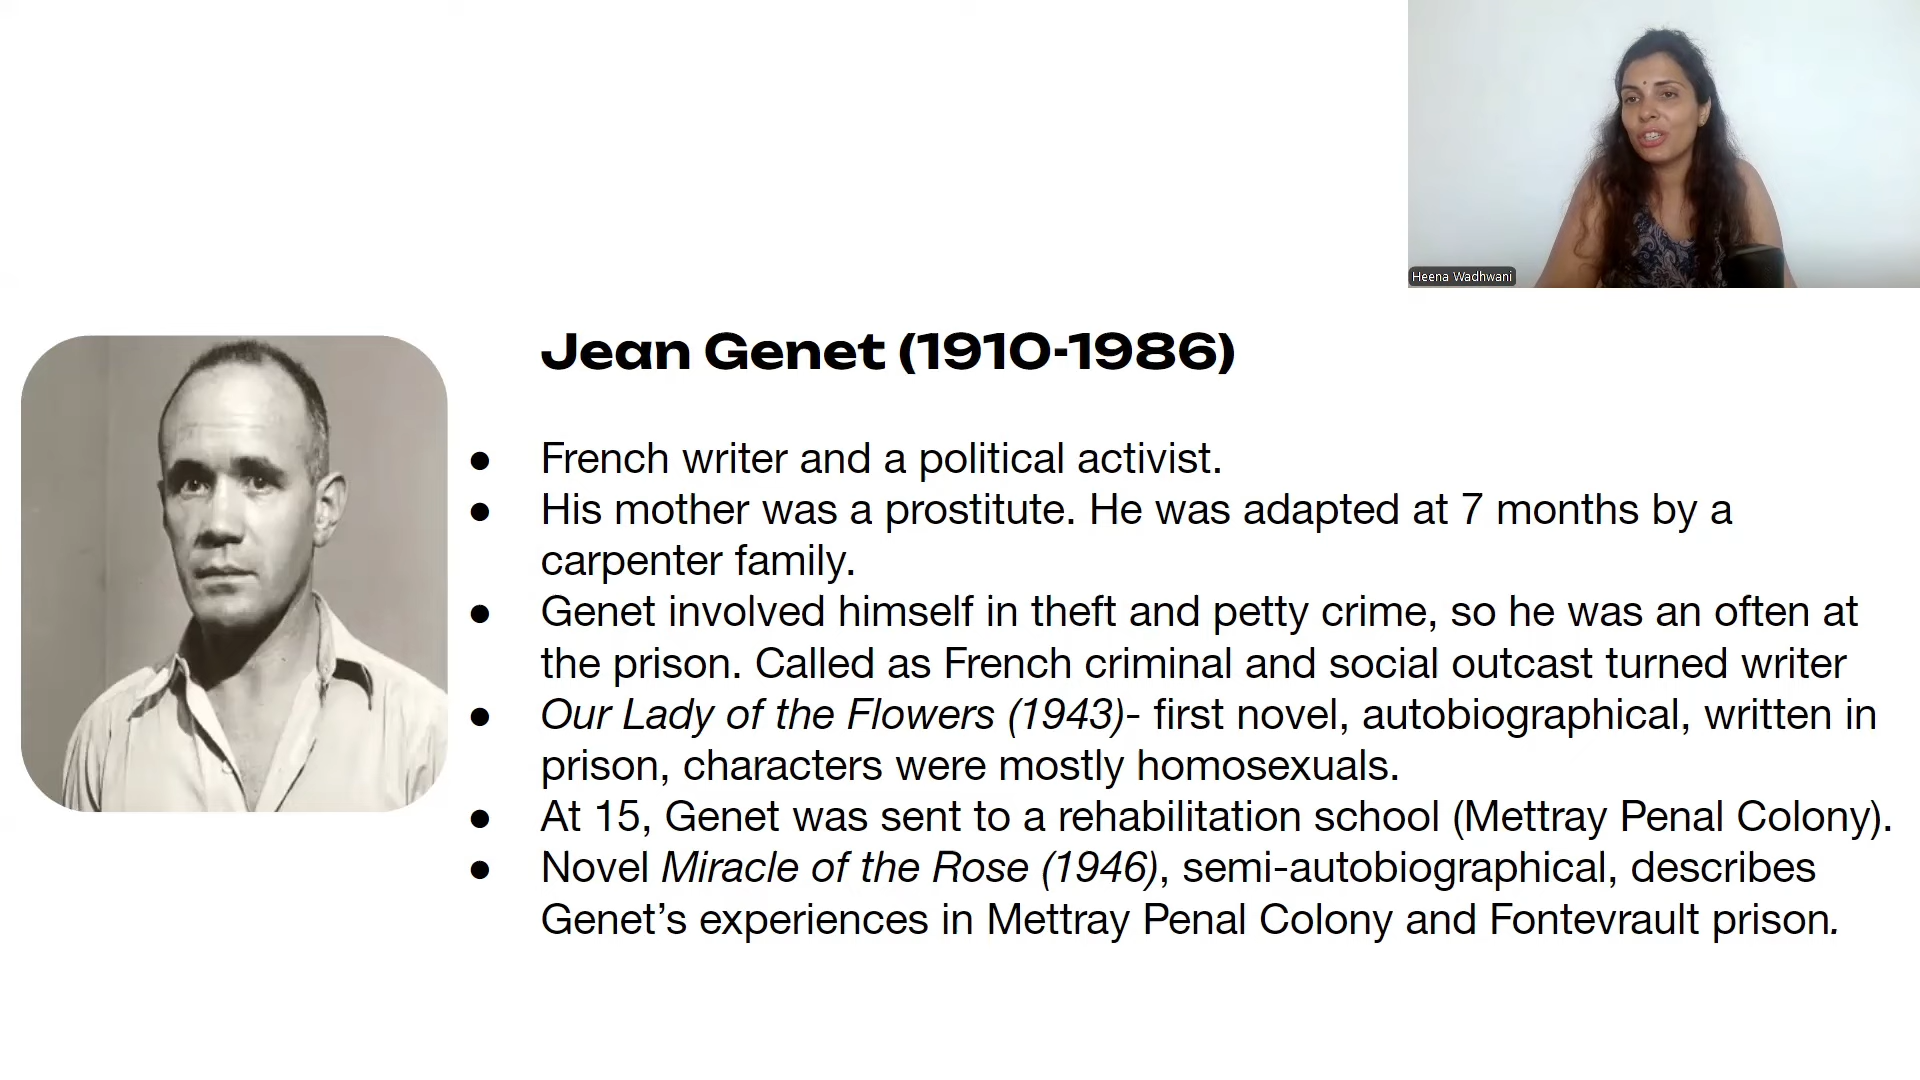 Heena Wadhwani
Jean Genet (1910-1986)
● French writer and a political activist.
● His mother was a prostitute. He was adapted at 7 months by a
carpenter family.
● Genet involved himself in theft and petty crime, so he was an often at
the prison. Called as French criminal and social outcast turned writer
● Our Lady of the Flowers (1943)- first novel, autobiographical, written in
prison, characters were mostly homosexuals.
● At 15, Genet was sent to a rehabilitation school (Mettray Penal Colony).
● Novel Miracle of the Rose (1946), semi-autobiographical, describes
Genet’s experiences in Mettray Penal Colony and Fontevrault prison.